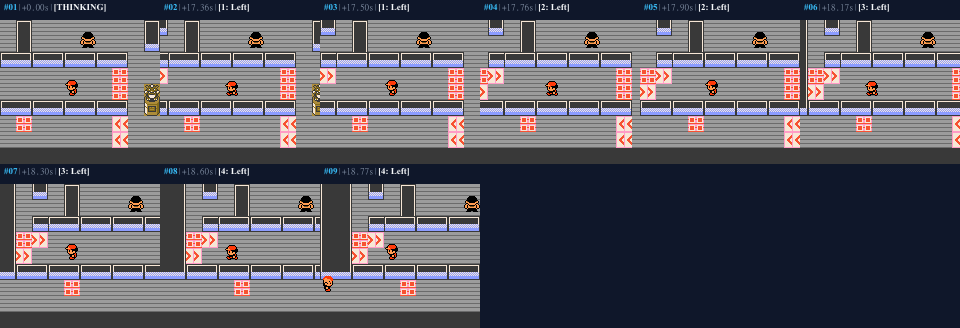 #01 | +0.00s | [THINKING]
#02 | +17.36s | [1: Left]
#03 | +17.50s | [1: Left]
#04 | +17.76s | [2: Left]
#05 | +17.90s | [2: Left]
#06 | +18.17s | [3: Left]
#07 | +18.30s | [3: Left]
#08 | +18.60s | [4: Left]
#09 | +18.77s | [4: Left]